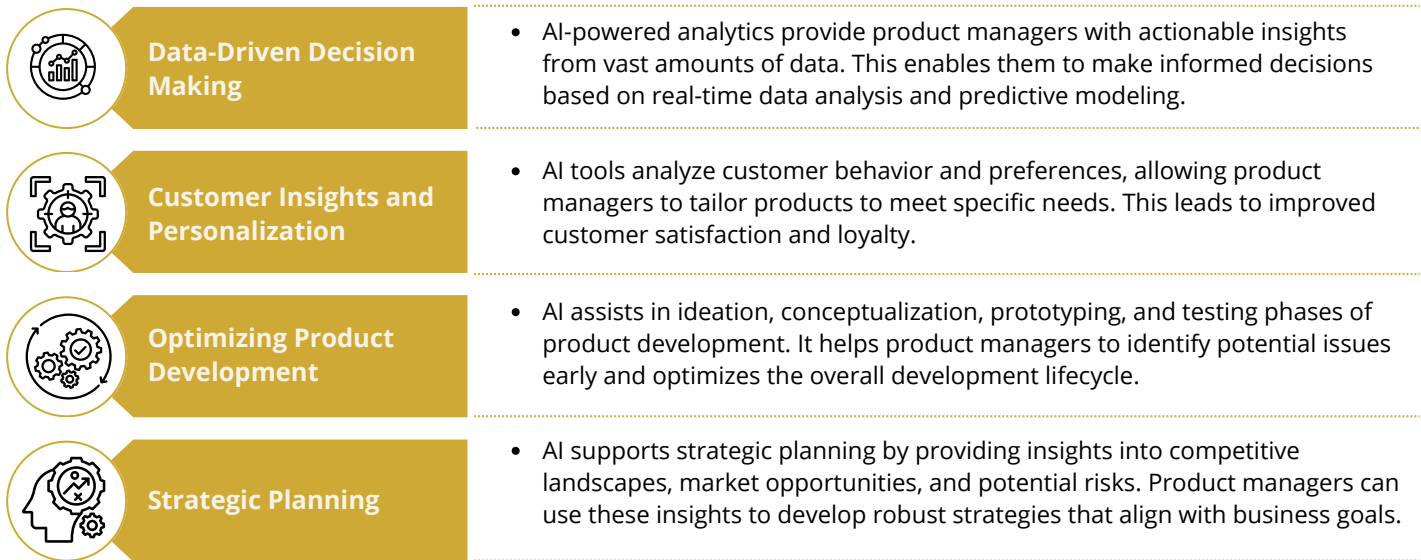 Data-Driven Decision
Making
• AI-powered analytics provide product managers with actionable insights
from vast amounts of data. This enables them to make informed decisions
based on real-time data analysis and predictive modeling.
Customer Insights and
Personalization
• AI tools analyze customer behavior and preferences, allowing product
managers to tailor products to meet specific needs. This leads to improved
customer satisfaction and loyalty.
Optimizing Product
Development
• AI assists in ideation, conceptualization, prototyping, and testing phases of
product development. It helps product managers to identify potential issues
early and optimizes the overall development lifecycle.
Strategic Planning
• AI supports strategic planning by providing insights into competitive
landscapes, market opportunities, and potential risks. Product managers can
use these insights to develop robust strategies that align with business goals.